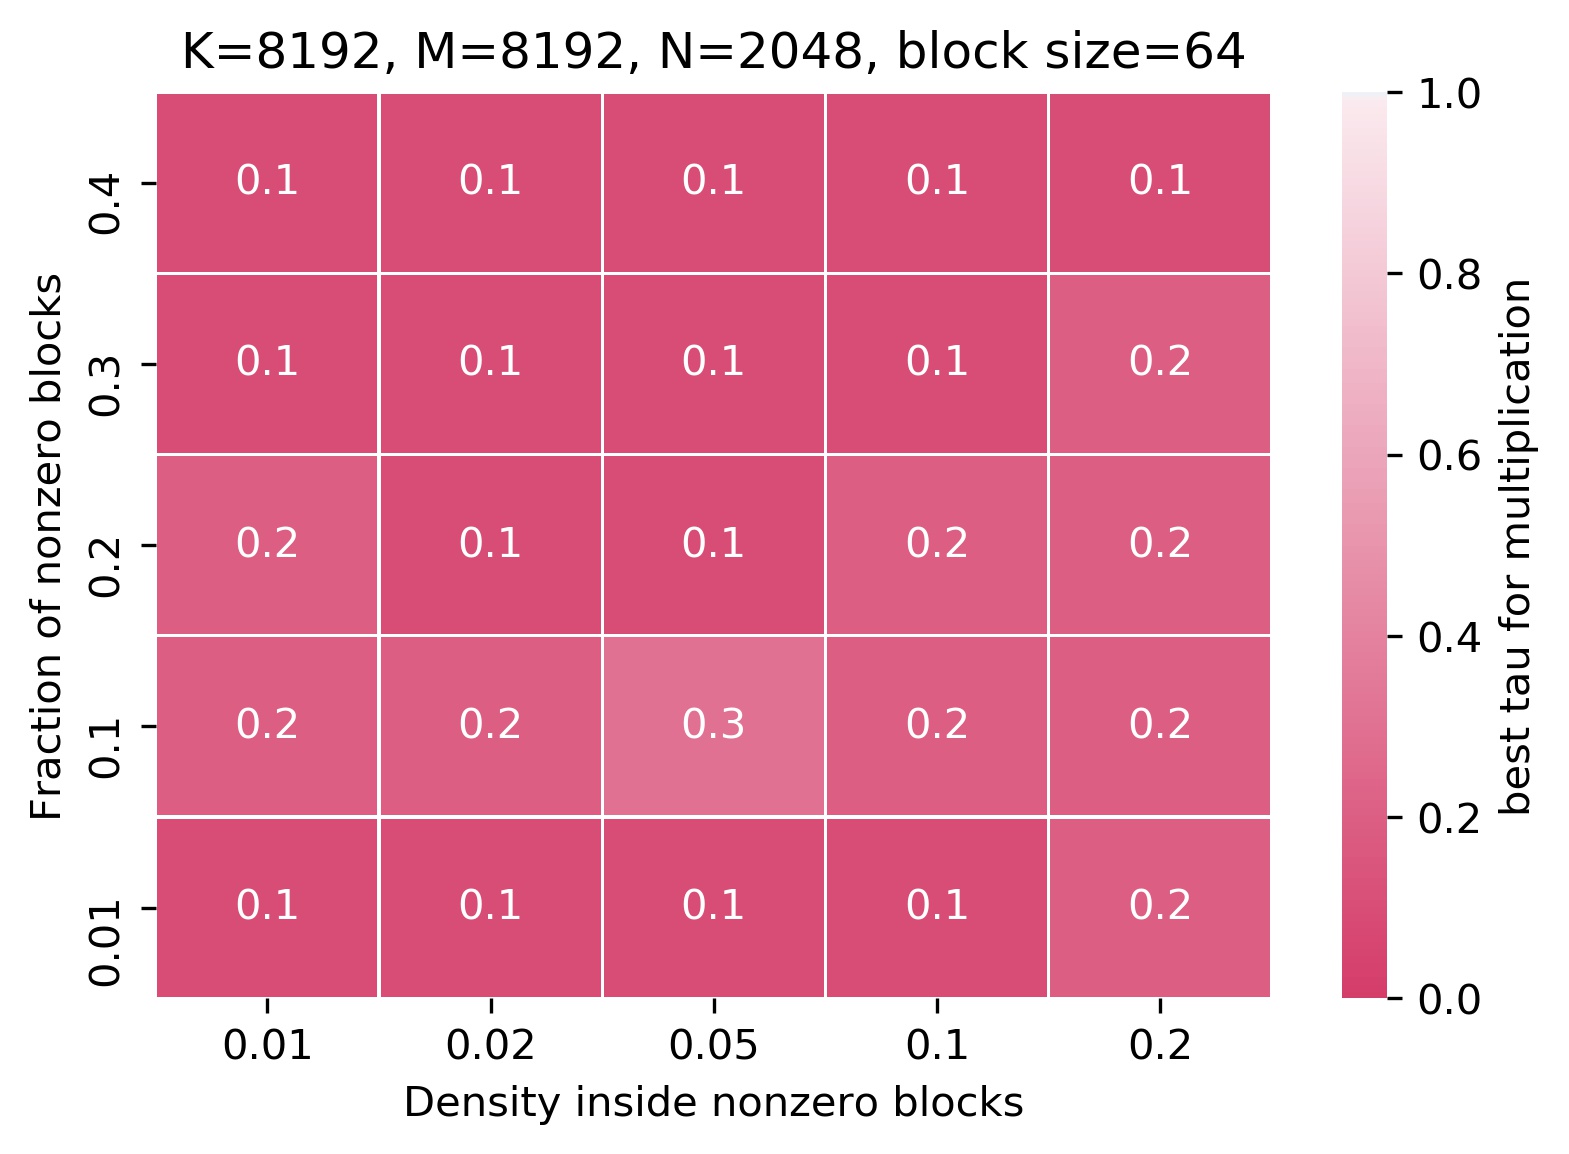 K=8192, M=8192, N=2048, block size=64
Fraction of nonzero blocks
0.4
0.1 0.1 0.1 0.1 0.1
0.3
0.1 0.1 0.1 0.1 0.2
0.2
0.2 0.1 0.1 0.2 0.2
0.1
0.2 0.2 0.3 0.2 0.2
0.01
0.1 0.1 0.1 0.1 0.2
0.01 0.02 0.05 0.1 0.2
Density inside nonzero blocks
1.0
0.8
0.6
0.4
0.2
0.0
best tau for multiplication